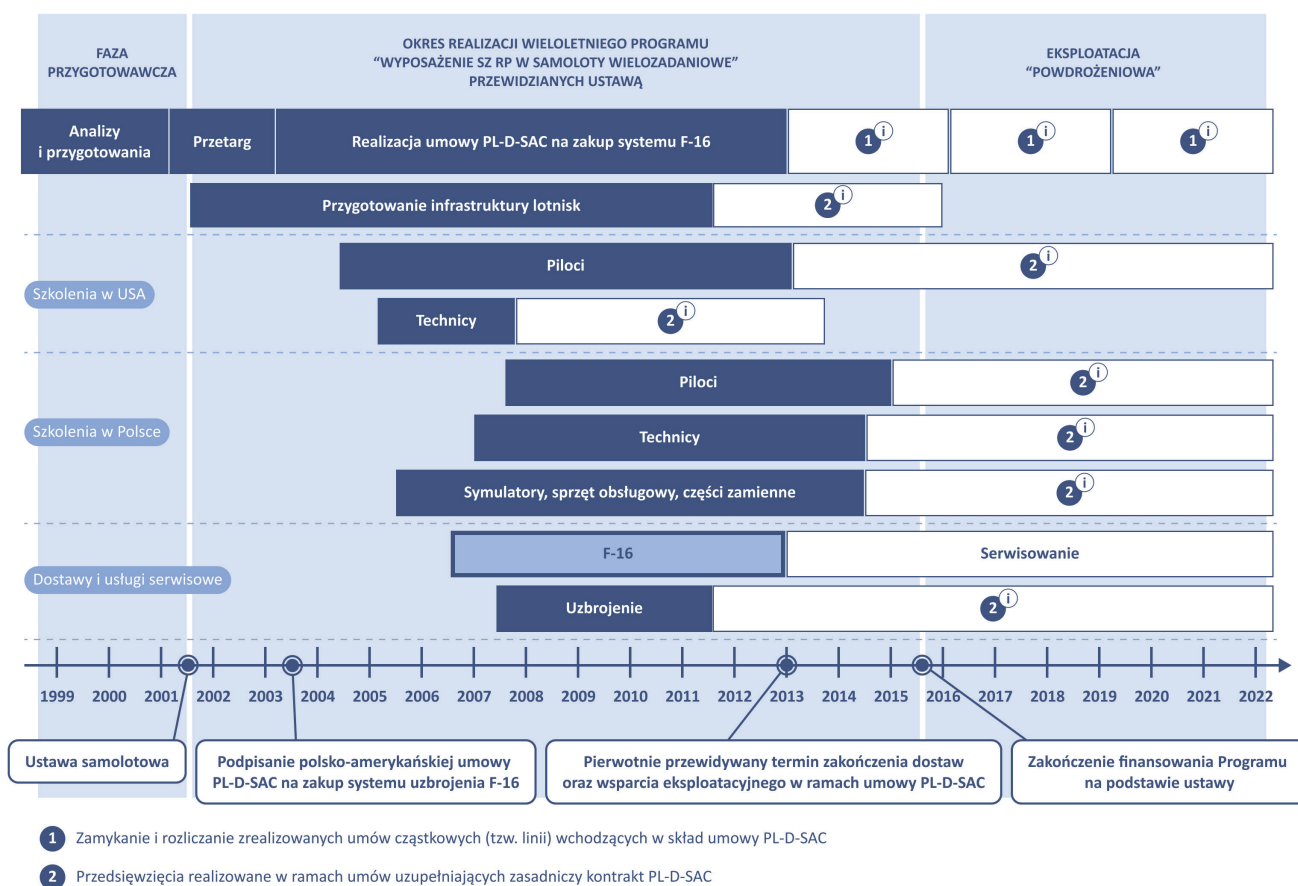 FAZA
PRZYGOTOWAWCZA
OKRES REALIZACJI WIELOLETNIEGO PROGRAMU
“WYPOSAŻENIE SZ RP W SAMOLOTY WIELOZADANIOWE”
PRZEWIDZIANYCH USTAWĄ
EKSPLOATACJA
“POWDROŻENIOWA”
Analizy
i przygotowania
Przetarg
Realizacja umowy PL-D-SAC na zakup systemu F-16
1 i
1 i
1 i
Przygotowanie infrastruktury lotnisk
2 i
Szkolenia w USA
Piloci
2 i
Technicy
2 i
Szkolenia w Polsce
Piloci
2 i
Technicy
2 i
Symulatory, sprzęt obsługowy, części zamienne
2 i
Dostawy i usługi serwisowe
F-16
Serwisowanie
Uzbrojenie
2 i
1999 2000 2001 2002 2003 2004 2005 2006 2007 2008 2009 2010 2011 2012 2013 2014 2015 2016 2017 2018 2019 2020 2021 2022
Ustawa samolotowa
Podpisanie polsko-amerykańskiej umowy
PL-D-SAC na zakup systemu uzbrojenia F-16
Pierwotnie przewidywany termin zakończenia dostaw
oraz wsparcia eksploatacyjnego w ramach umowy PL-D-SAC
Zakończenie finansowania Programu
na podstawie ustawy
1 Zamykanie i rozliczanie zrealizowanych umów cząstkowych (tzw. linii) wchodzących w skład umowy PL-D-SAC
2 Przedsięwzięcia realizowane w ramach umów uzupełniających zasadniczy kontrakt PL-D-SAC